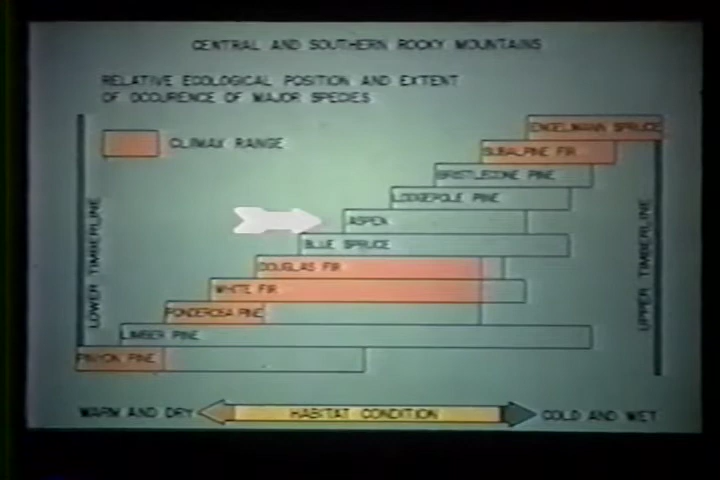 CENTRAL AND SOUTHERN ROCKY MOUNTAINS
RELATIVE ECOLOGICAL POSITION AND EXTENT
OF OCCURENCE OF MAJOR SPECIES
CLIMAX RANGE
ENGELMANN SPRUCE
SUBALPINE FIR
BRISTLECONE PINE
LODGEPOLE PINE
ASPEN
BLUE SPRUCE
DOUGLAS FIR
WHITE FIR
PONDEROSA PINE
LIMBER PINE
PINYON PINE
LOWER TIMBERLINE
UPPER TIMBERLINE
WARM AND DRY
HABITAT CONDITION
COLD AND WET